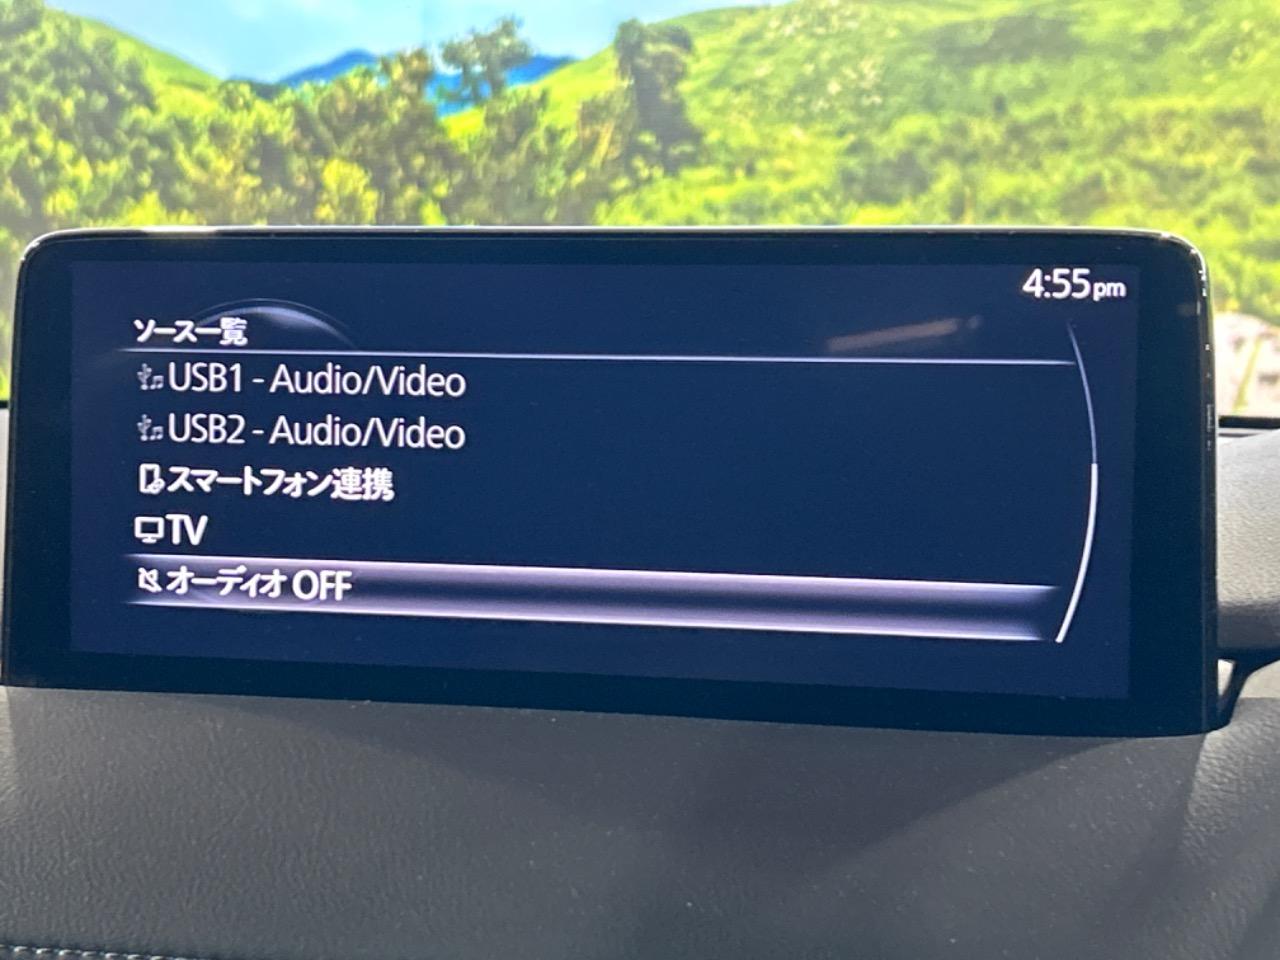 4:55pm
ソース一覧
USB1 - Audio/Video
USB2 - Audio/Video
スマートフォン連携
TV
オーディオ OFF